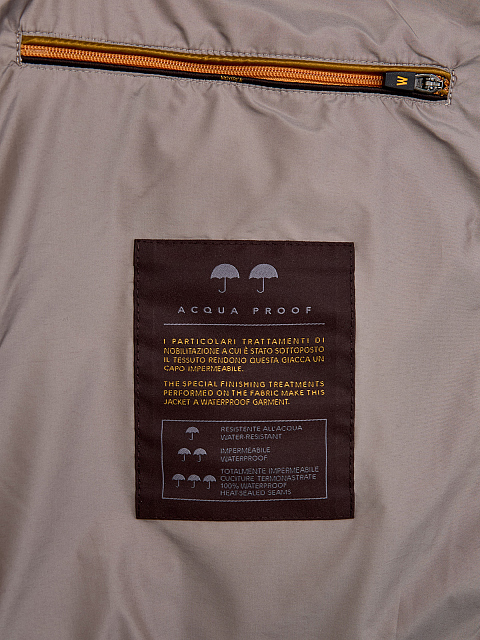 W
ACQUA PROOF
I PARTICOLARI TRATTAMENTI DI
NOBILITAZIONE A CUI È STATO SOTTOPOSTO
IL TESSUTO RENDONO QUESTA GIACCA UN
CAPO IMPERMEABILE.
THE SPECIAL FINISHING TREATMENTS
PERFORMED ON THE FABRIC MAKE THIS
JACKET A WATERPROOF GARMENT.
RESISTENTE ALL'ACQUA
WATER-RESISTANT
IMPERMEABILE
WATERPROOF
TOTALMENTE IMPERMEABILE
CUCITURE TERMONASTRATE
100% WATERPROOF
HEAT-SEALED SEAMS